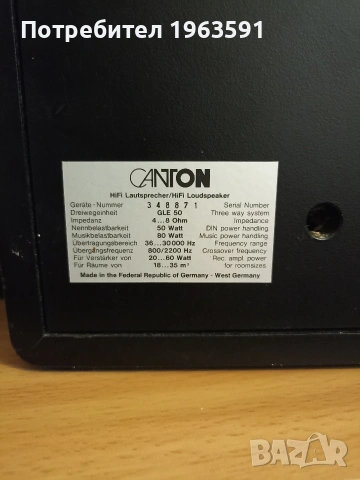 Потребител 1963591
CANTON
HiFi Lautsprecher/HiFi Loudspeaker
Geräte-Nummer 348871 Serial Number
Dreiwegeinheit GLE 50 Three way system
Impedanz 4...8 Ohm Impedance
Nennbelastbarkeit 50 Watt DIN power handling
Musikbelastbarkeit 80 Watt Music power handling
Übertragungsbereich 36...30000 Hz Frequency range
Übergangsfrequenz 800/2200 Hz Crossover frequency
Für Verstärker von 20...60 Watt Rec. ampl. power
für Räume von 18...35 m² for roomsizes
Made in the Federal Republic of Germany - West Germany
BAZAR
bg